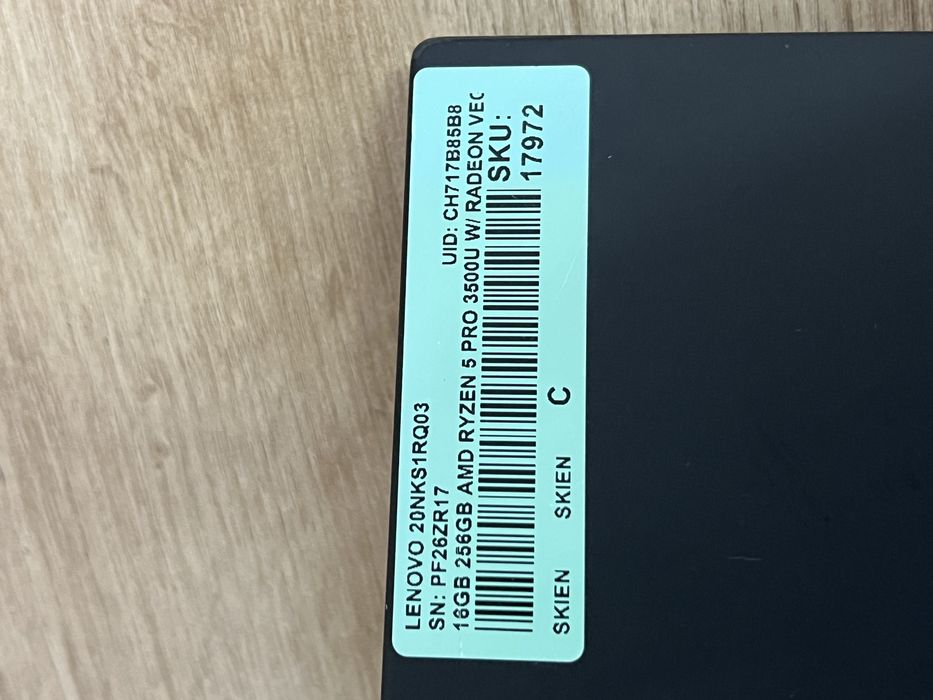 LENOVO 20NKS1RQ03
SN: PF26ZR17
UID: CH717B85B8
16GB 256GB AMD RYZEN 5 PRO 3500U W/ RADEON VEG
SKU:
17972
SKIEN SKIEN C